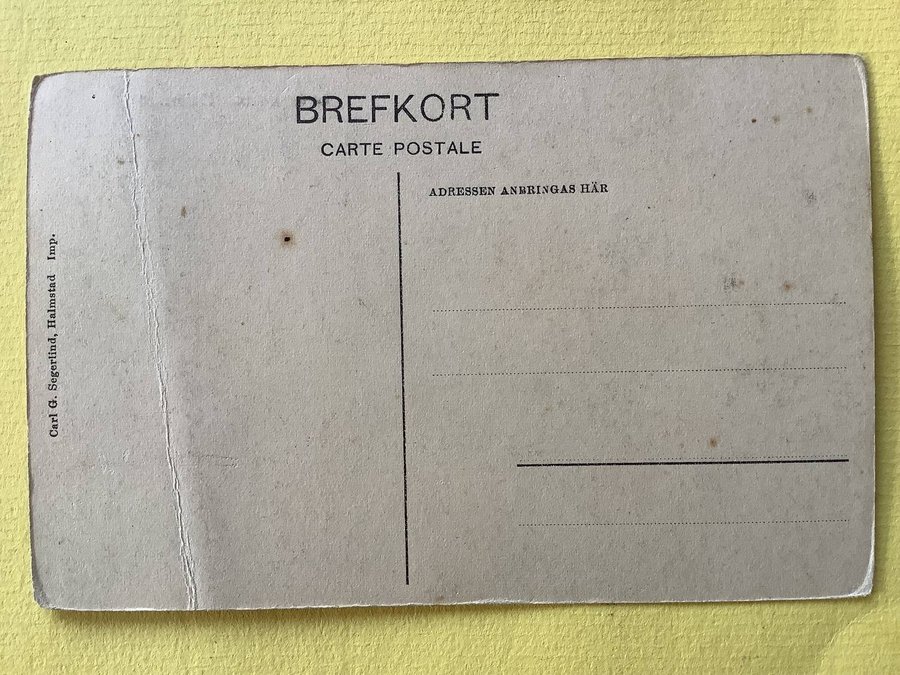 BREFKORT
CARTE POSTALE
ADRESSEN ANBRINGAS HÄR
Carl G. Segerlind, Halmstad Imp.